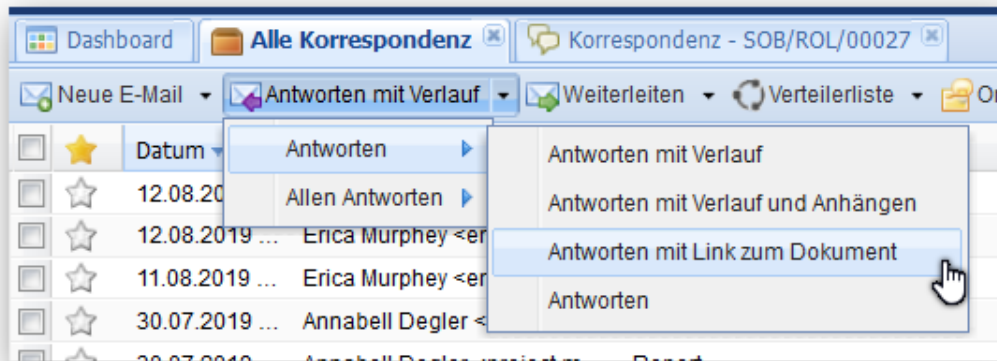 Dashboard Alle Korrespondenz Korrespondenz - SOB/ROL/00027
Neue E-Mail Antworten mit Verlauf Weiterleiten Verteilerliste
Datum Antworten Antworten mit Verlauf
12.08.20 Allen Antworten Antworten mit Verlauf und Anhängen
12.08.2019 ... Erica Murphey <er Antworten mit Link zum Dokument
11.08.2019 ... Erica Murphey <er
30.07.2019 ... Annabell Degler < Antworten